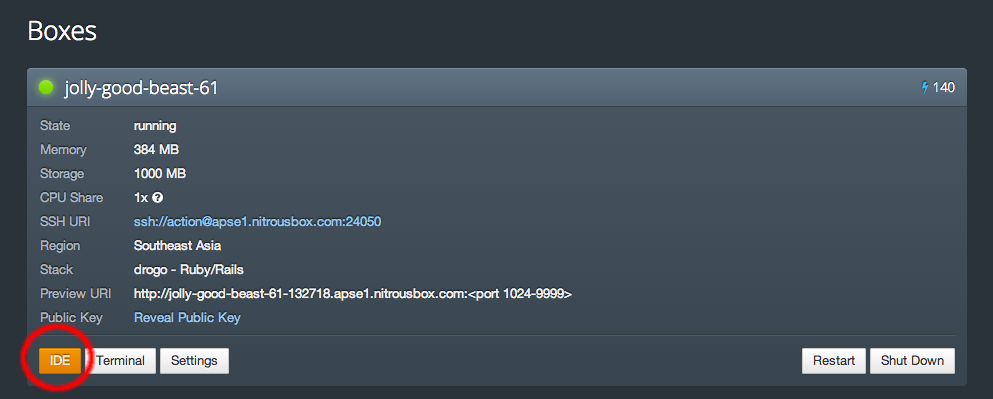 Boxes
jolly-good-beast-61 140
State running
Memory 384 MB
Storage 1000 MB
CPU Share 1x ?
SSH URI ssh://action@apse1.nitrousbox.com:24050
Region Southeast Asia
Stack drogo - Ruby/Rails
Preview URI http://jolly-good-beast-61-132718.apse1.nitrousbox.com:<port 1024-9999>
Public Key Reveal Public Key
IDE Terminal Settings Restart Shut Down